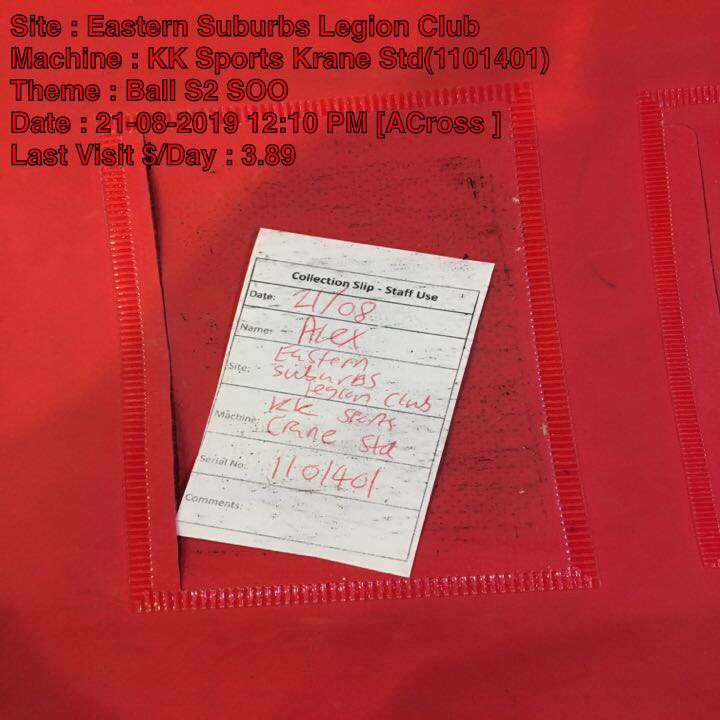 Site : Eastern Suburbs Legion Club
Machine : KK Sports Krane Std(1101401)
Theme : Ball S2 SOO
Date : 21-08-2019 12:10 PM [ACross ]
Last Visit $/Day : 3.89
Collection Slip - Staff Use
Date: 21/08
Name: Alex
Site: Eastern
Suburbs
Legion Club
Machine: KK Sports
Crane Std
Serial No: 1101401
Comments: